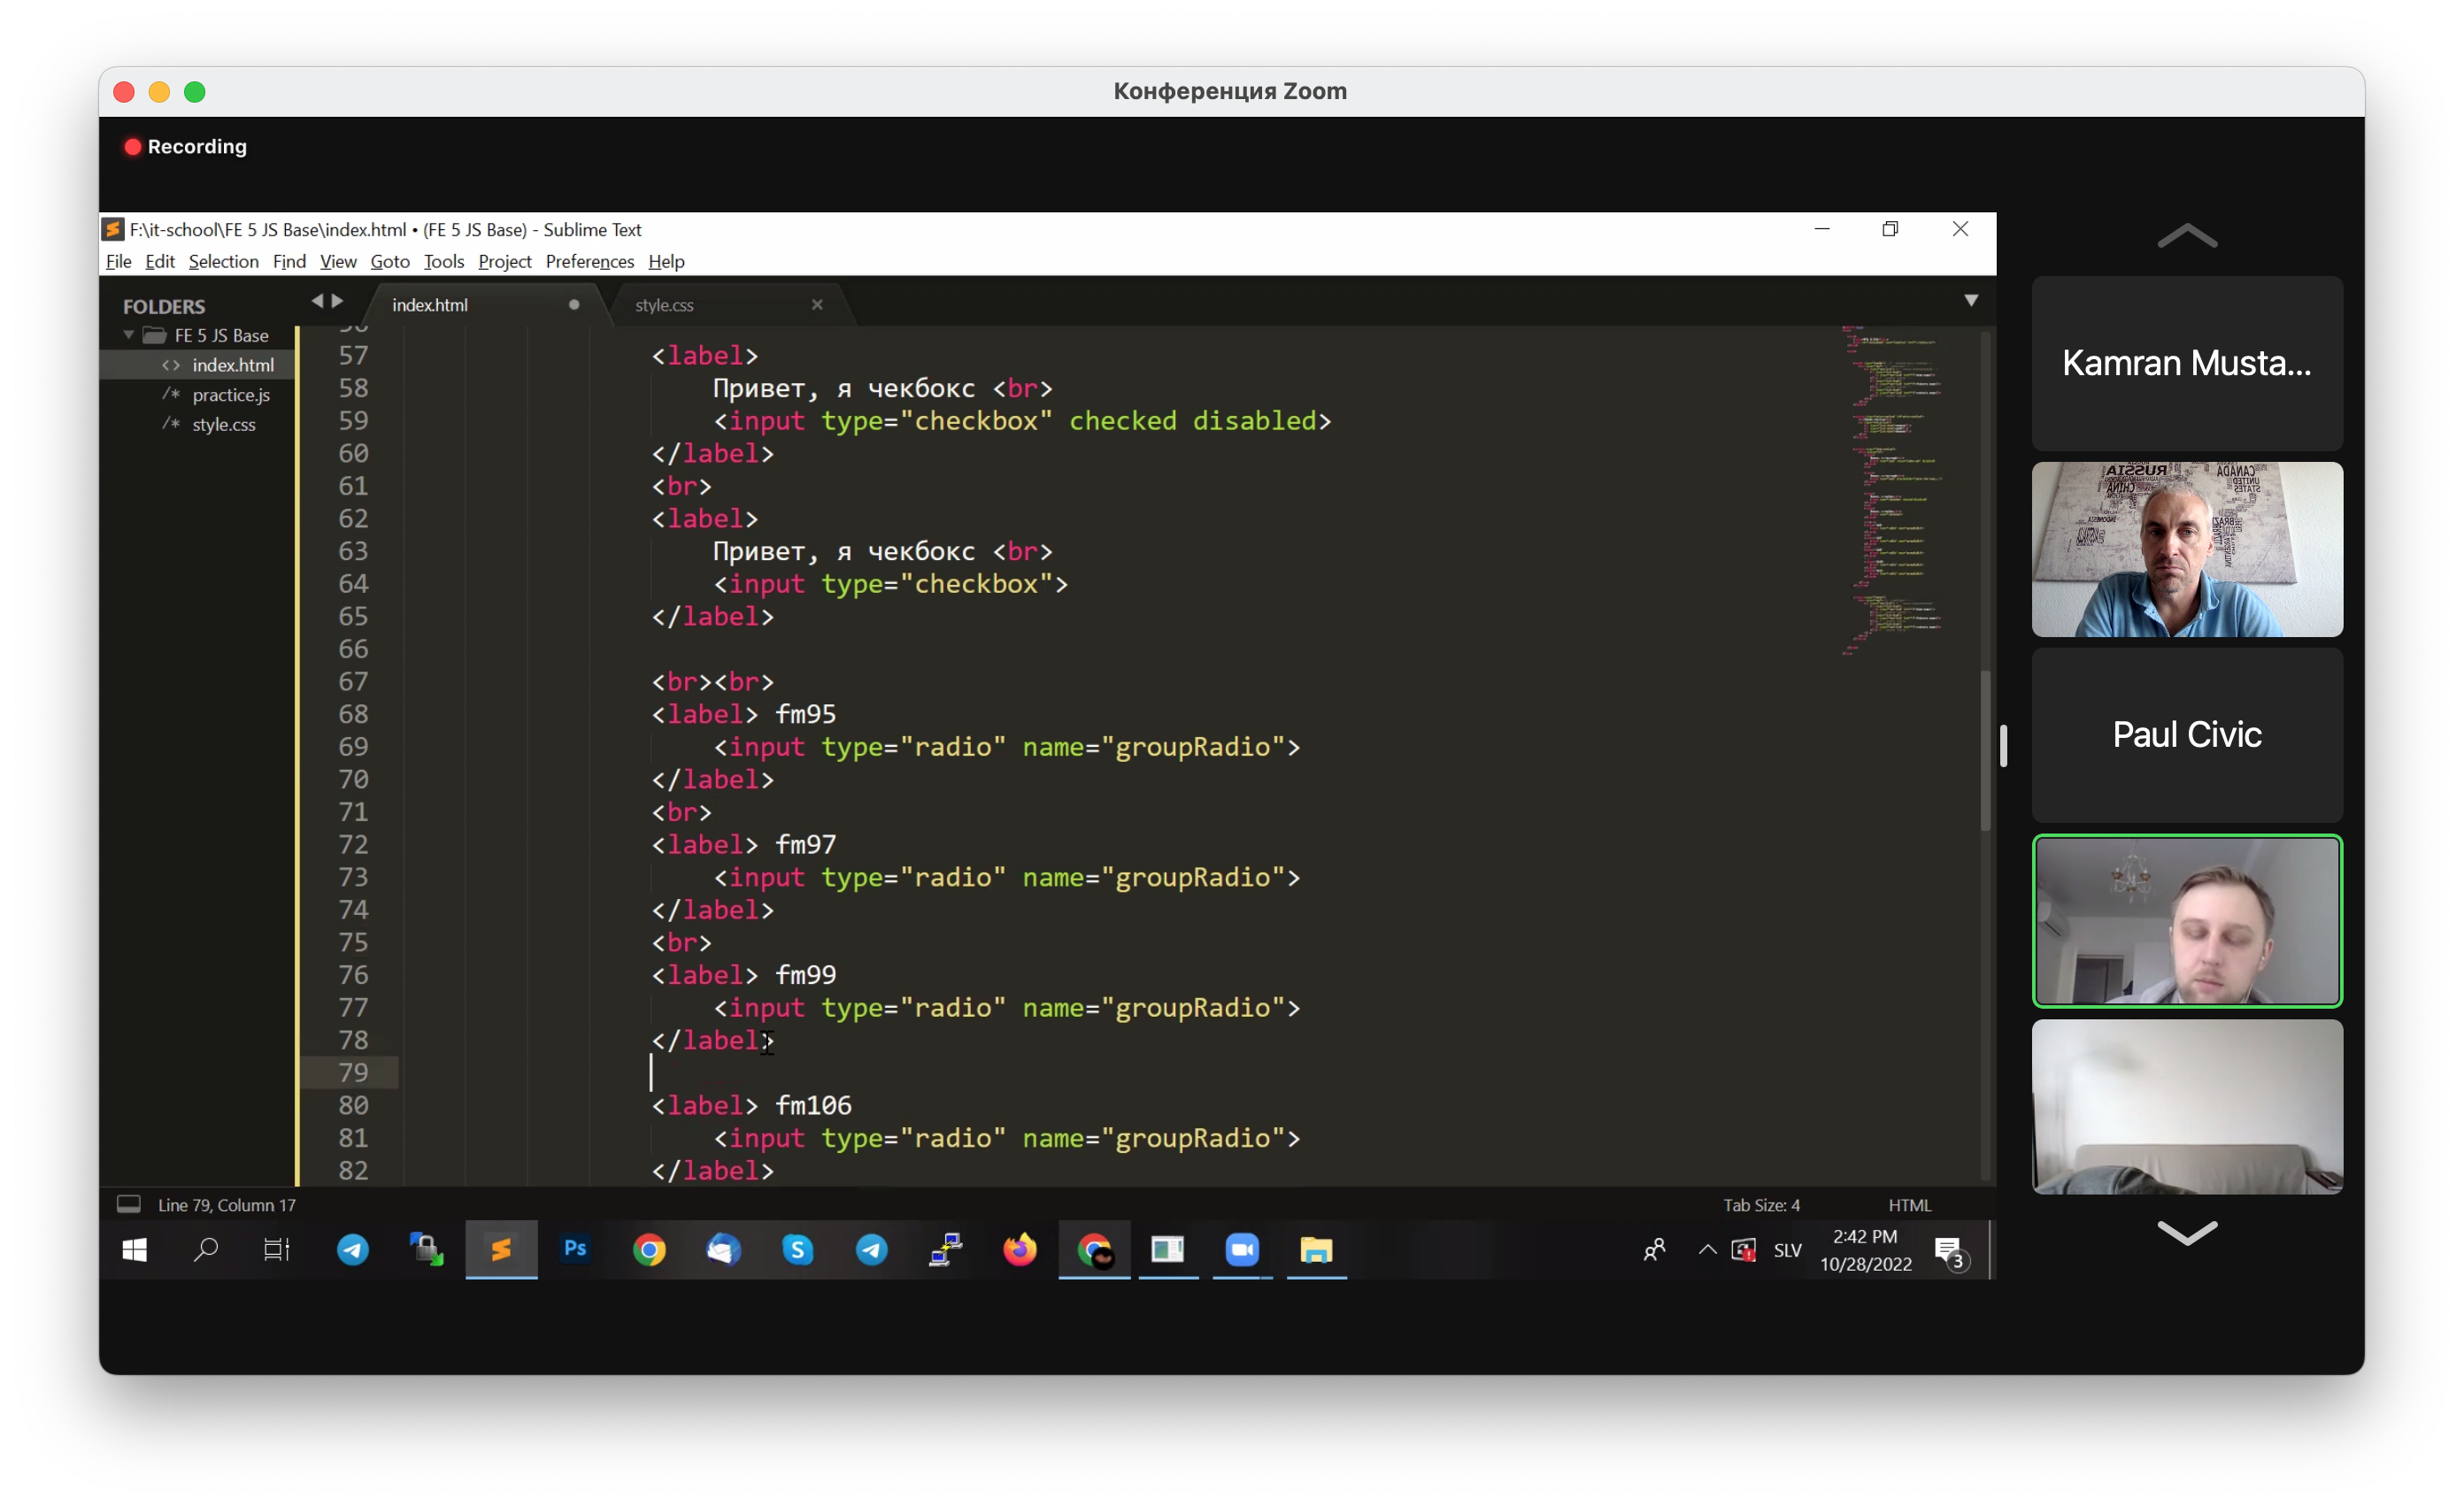 Конференция Zoom
Recording
F:\it-school\FE 5 JS Base\index.html • (FE 5 JS Base) - Sublime Text
File Edit Selection Find View Goto Tools Project Preferences Help
FOLDERS
FE 5 JS Base
<> index.html
/* practice.js
/* style.css
index.html
style.css
57 <label>
58 Привет, я чекбокс <br>
59 <input type="checkbox" checked disabled>
60 </label>
61 <br>
62 <label>
63 Привет, я чекбокс <br>
64 <input type="checkbox">
65 </label>
66
67 <br><br>
68 <label> fm95
69 <input type="radio" name="groupRadio">
70 </label>
71 <br>
72 <label> fm97
73 <input type="radio" name="groupRadio">
74 </label>
75 <br>
76 <label> fm99
77 <input type="radio" name="groupRadio">
78 </label>
79
80 <label> fm106
81 <input type="radio" name="groupRadio">
82 </label>
Line 79, Column 17
Tab Size: 4
HTML
Ps
SLV
2:42 PM
10/28/2022
3
Kamran Musta...
RUSSIA
CANADA
UNITED
STATES
CHINA
Paul Civic